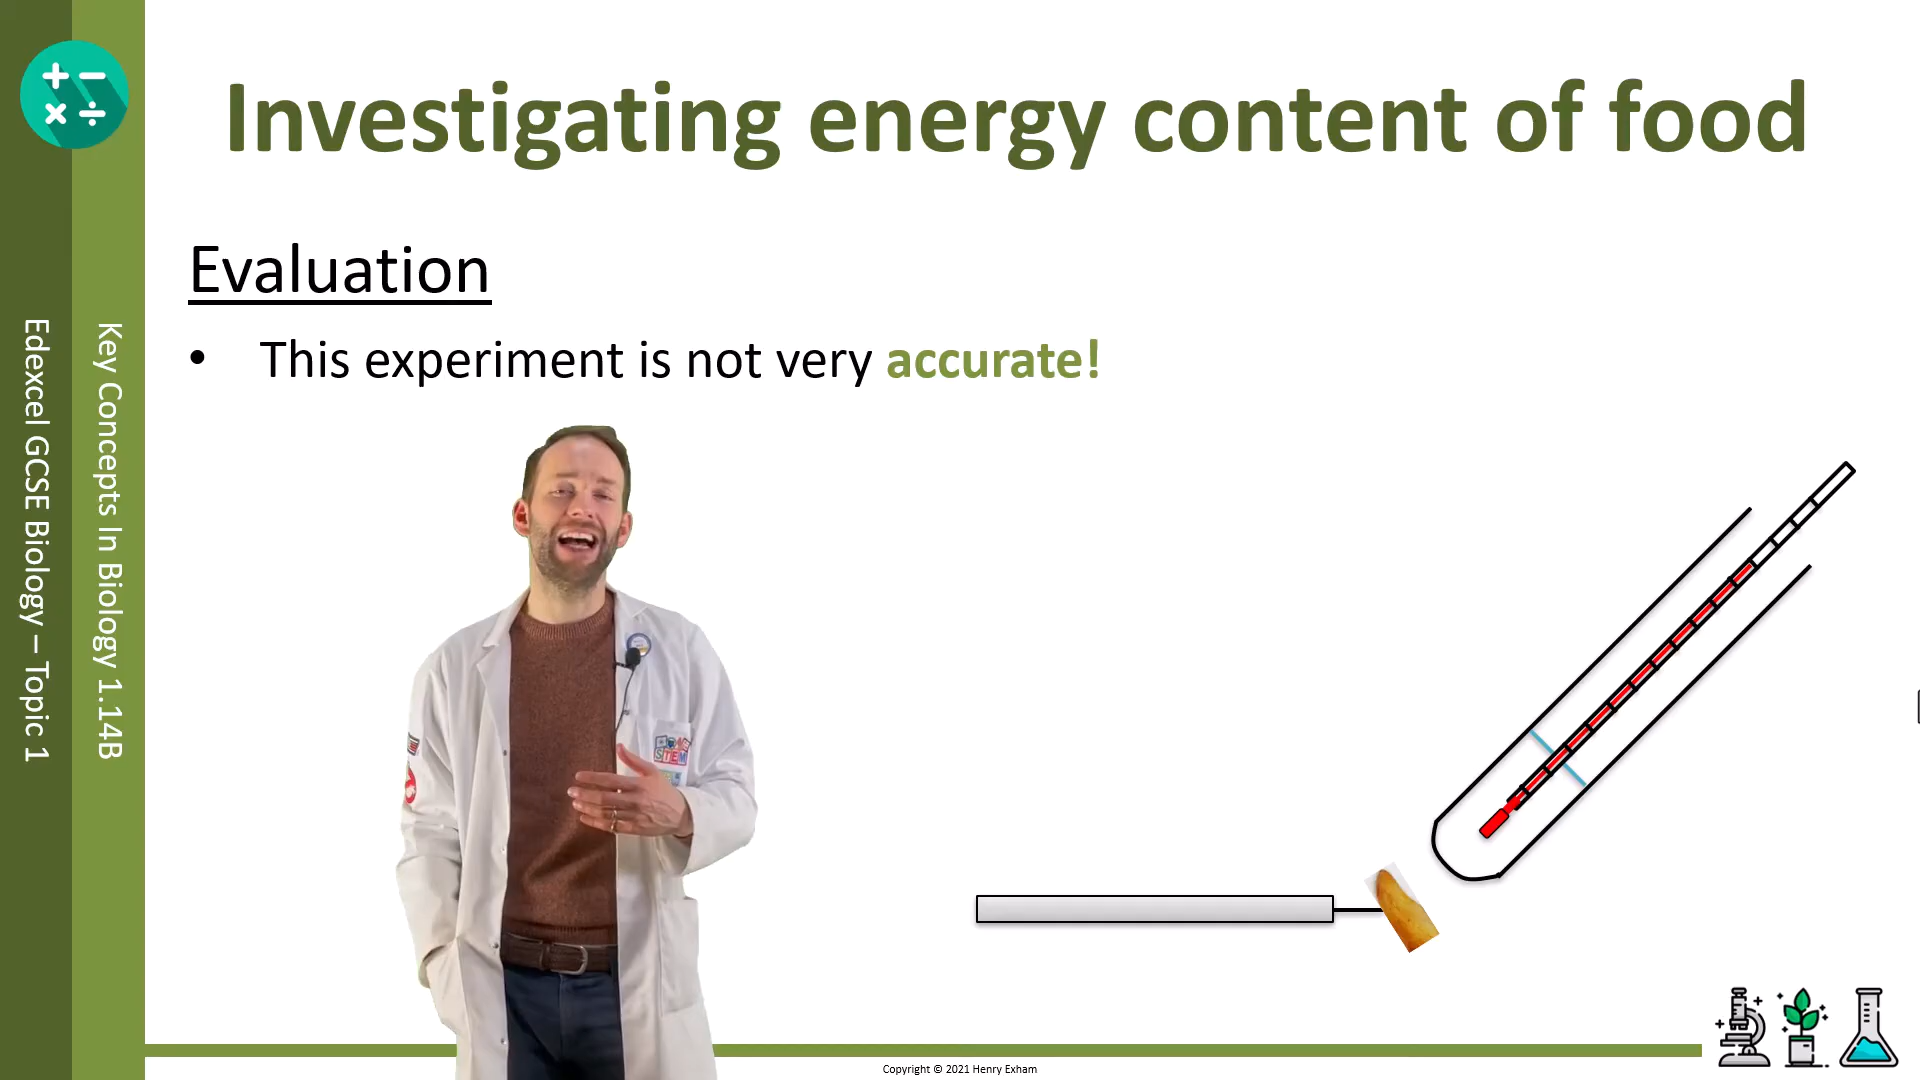 Investigating energy content of food
Evaluation
• This experiment is not very accurate!
Key Concepts In Biology 1.14B
Edexcel GCSE Biology – Topic 1
STEM
Copyright © 2021 Henry Exham